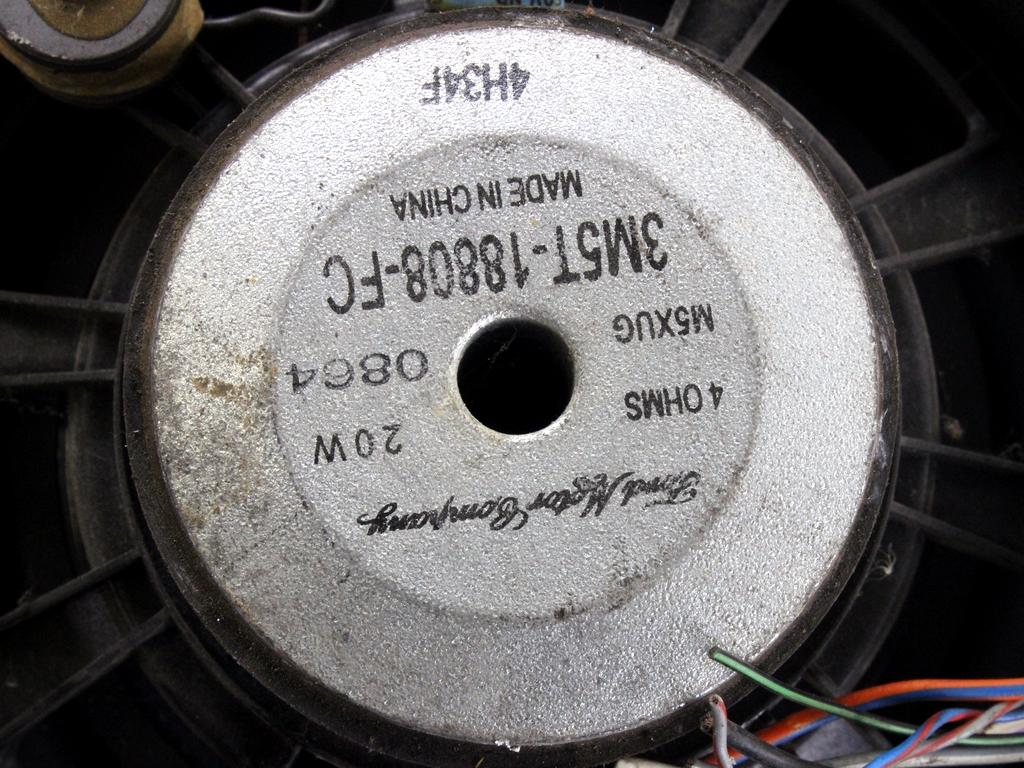 Ford Motor Company
4 OHMS 20W
M5XUG 0864
3M5T-18808-FC
MADE IN CHINA
4H34F